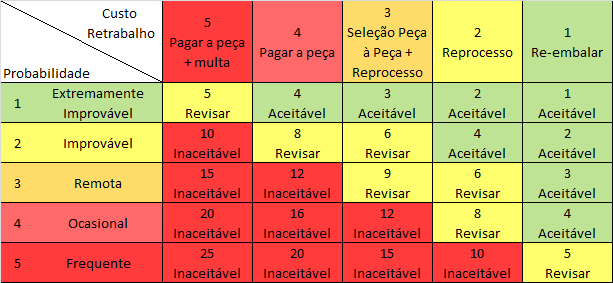 Custo
Retrabalho
Probabilidade
5
Pagar a peça
+ multa
4
Pagar a peça
3
Seleção Peça
à Peça +
Reprocesso
2
Reprocesso
1
Re-embalar
1
Extremamente
Improvável
5
Revisar
4
Aceitável
3
Aceitável
2
Aceitável
1
Aceitável
2
Improvável
10
Inaceitável
8
Revisar
6
Revisar
4
Aceitável
2
Aceitável
3
Remota
15
Inaceitável
12
Inaceitável
9
Revisar
6
Revisar
3
Aceitável
4
Ocasional
20
Inaceitável
16
Inaceitável
12
Inaceitável
8
Revisar
4
Aceitável
5
Frequente
25
Inaceitável
20
Inaceitável
15
Inaceitável
10
Inaceitável
5
Revisar